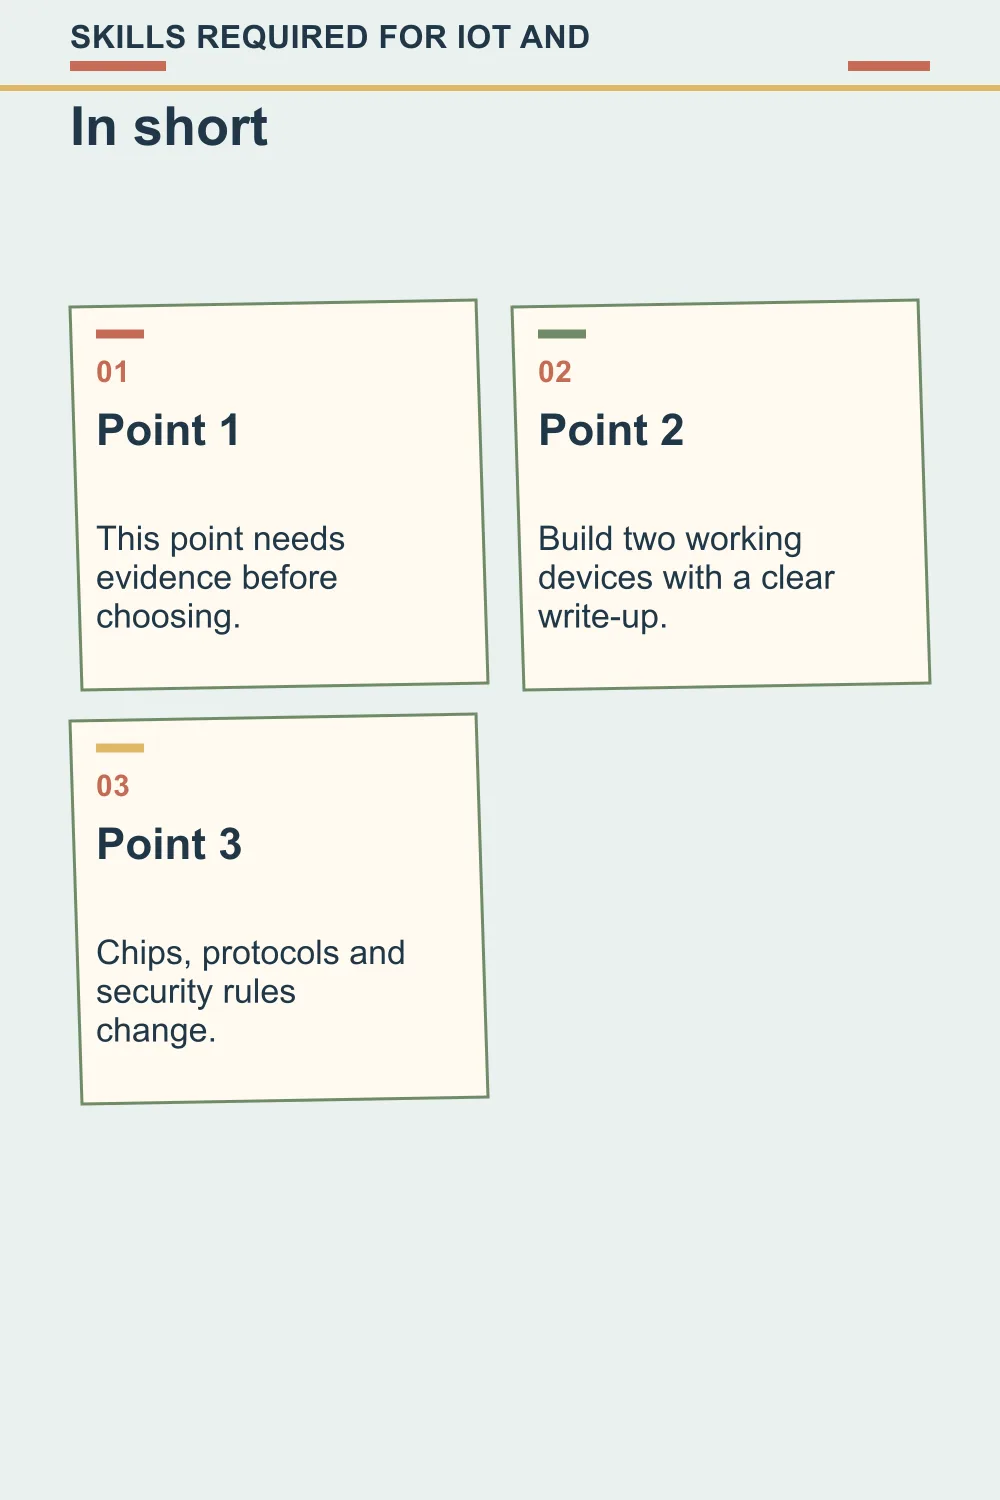 SKILLS REQUIRED FOR IOT AND
In short
01
Point 1
This point needs
evidence before
choosing.
02
Point 2
Build two working
devices with a clear
write-up.
03
Point 3
Chips, protocols and
security rules
change.